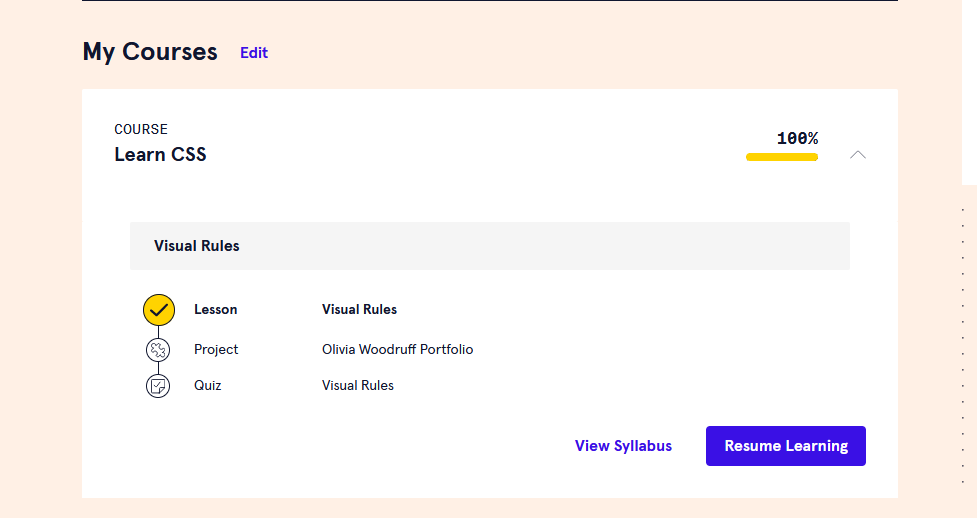 My Courses Edit
COURSE
Learn CSS
100%
Visual Rules
Lesson Visual Rules
Project Olivia Woodruff Portfolio
Quiz Visual Rules
View Syllabus Resume Learning